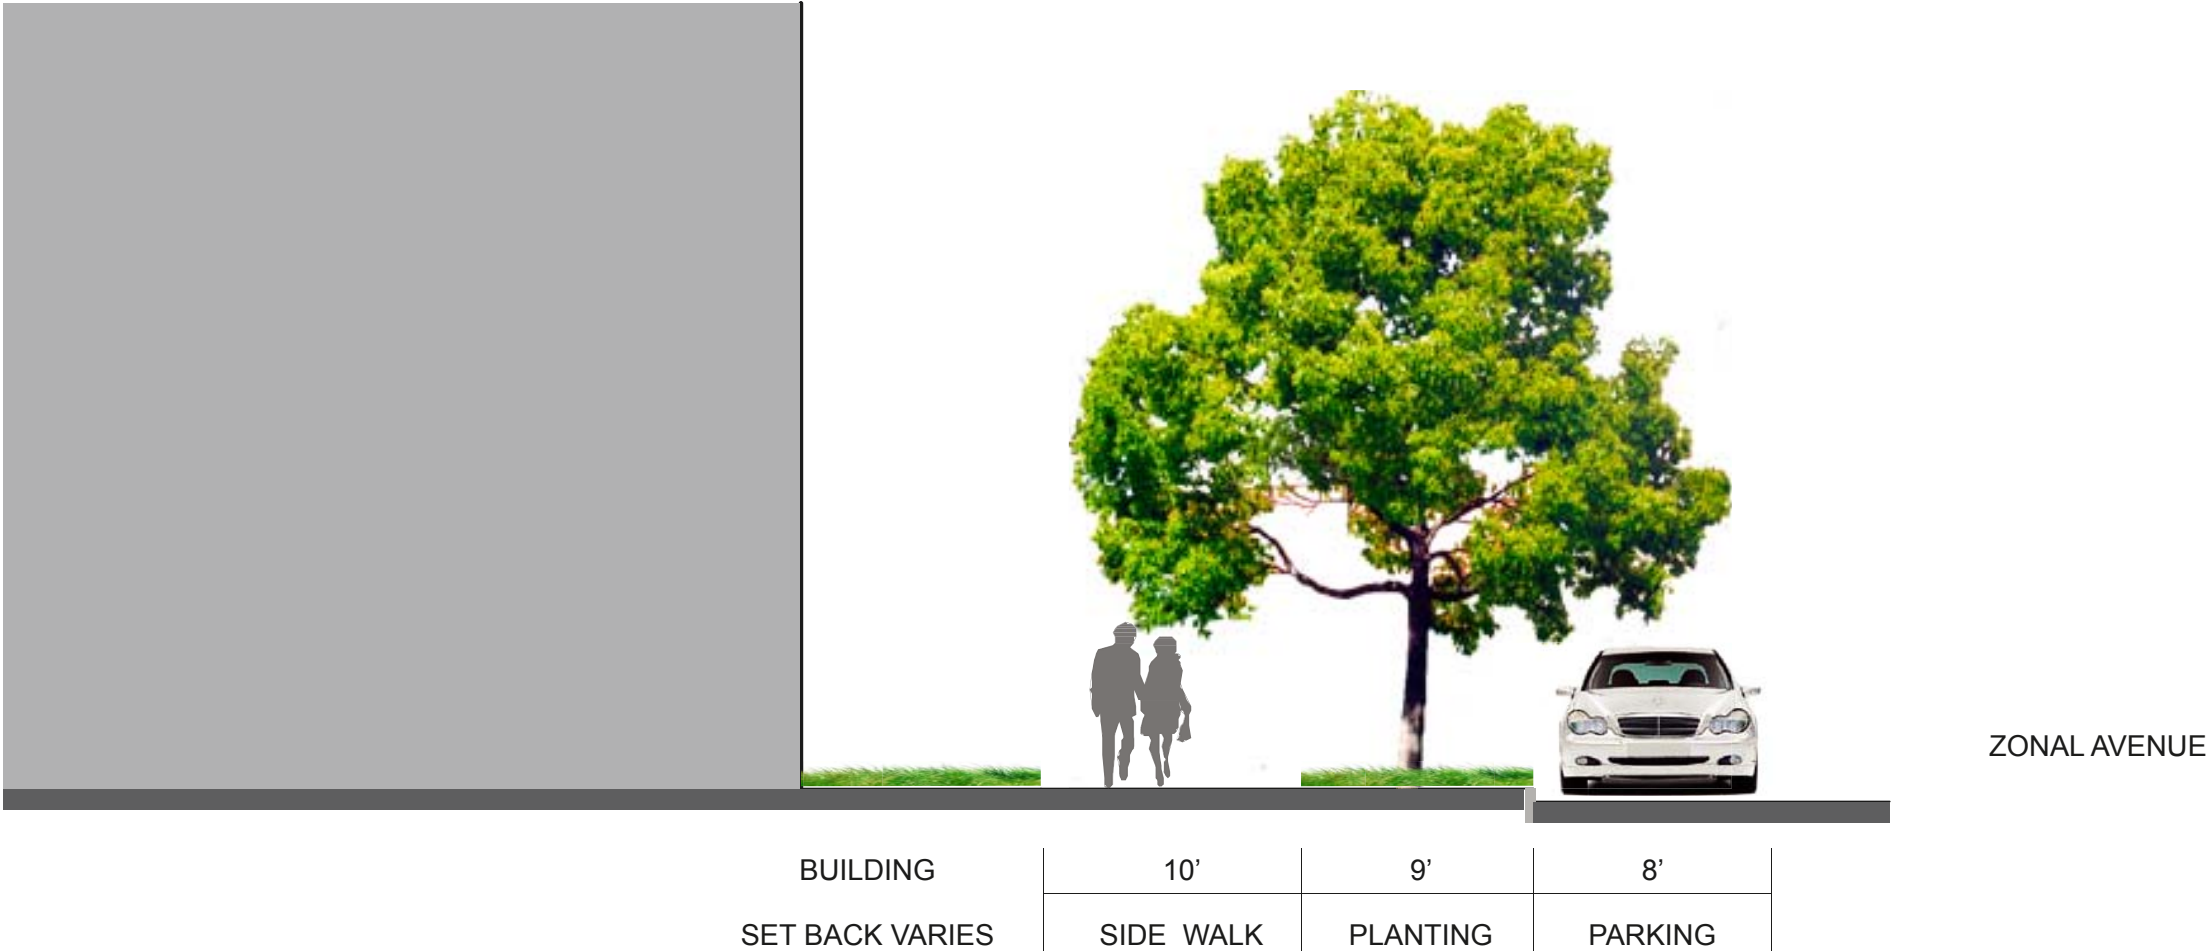 ZONAL AVENUE
BUILDING 10’ 9’ 8’
SET BACK VARIES SIDE WALK PLANTING PARKING